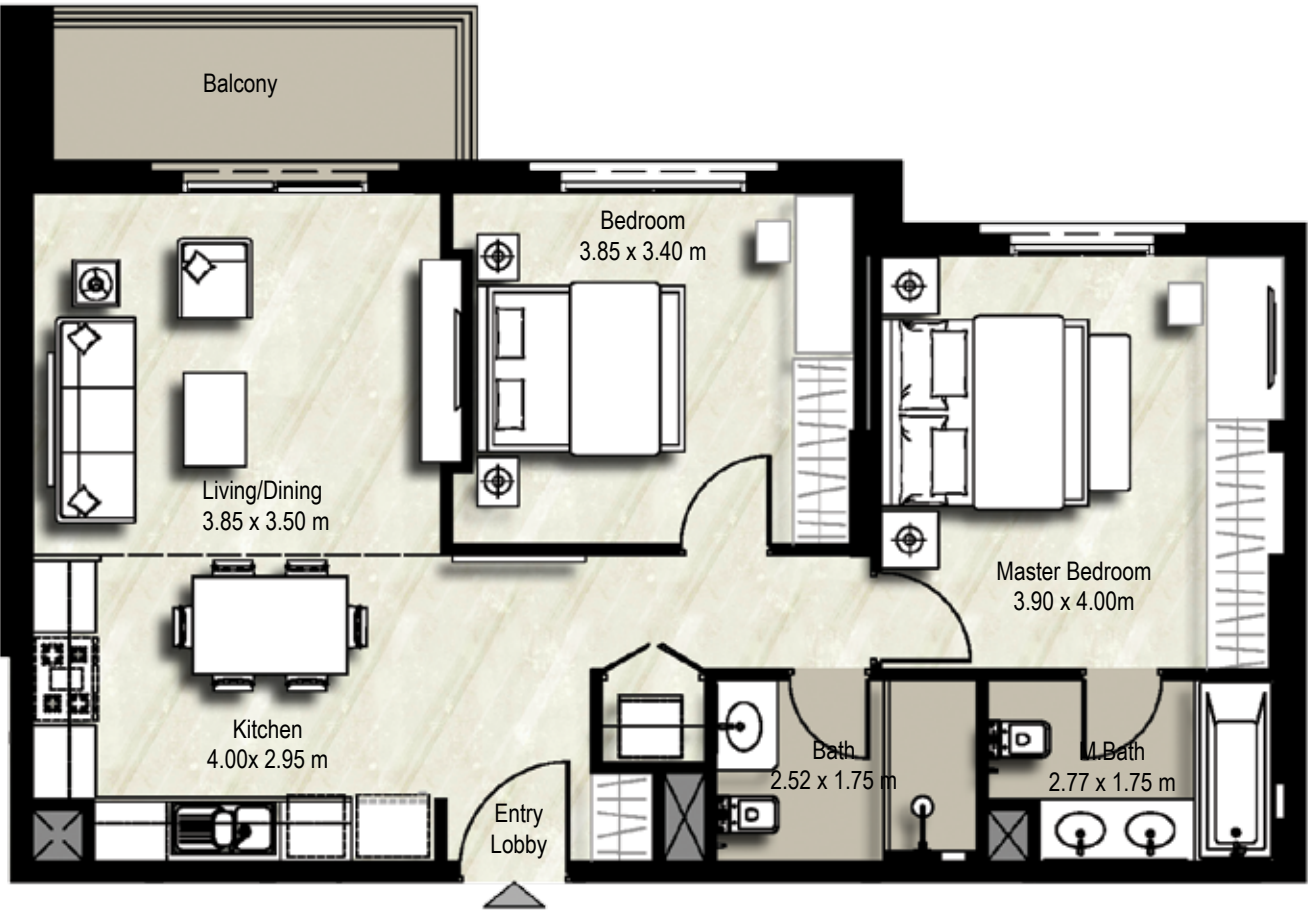 Balcony
Bedroom
3.85 x 3.40 m
Living/Dining
3.85 x 3.50 m
Master Bedroom
3.90 x 4.00m
Kitchen
4.00x 2.95 m
Entry
Lobby
Bath
2.52 x 1.75 m
M.Bath
2.77 x 1.75 m